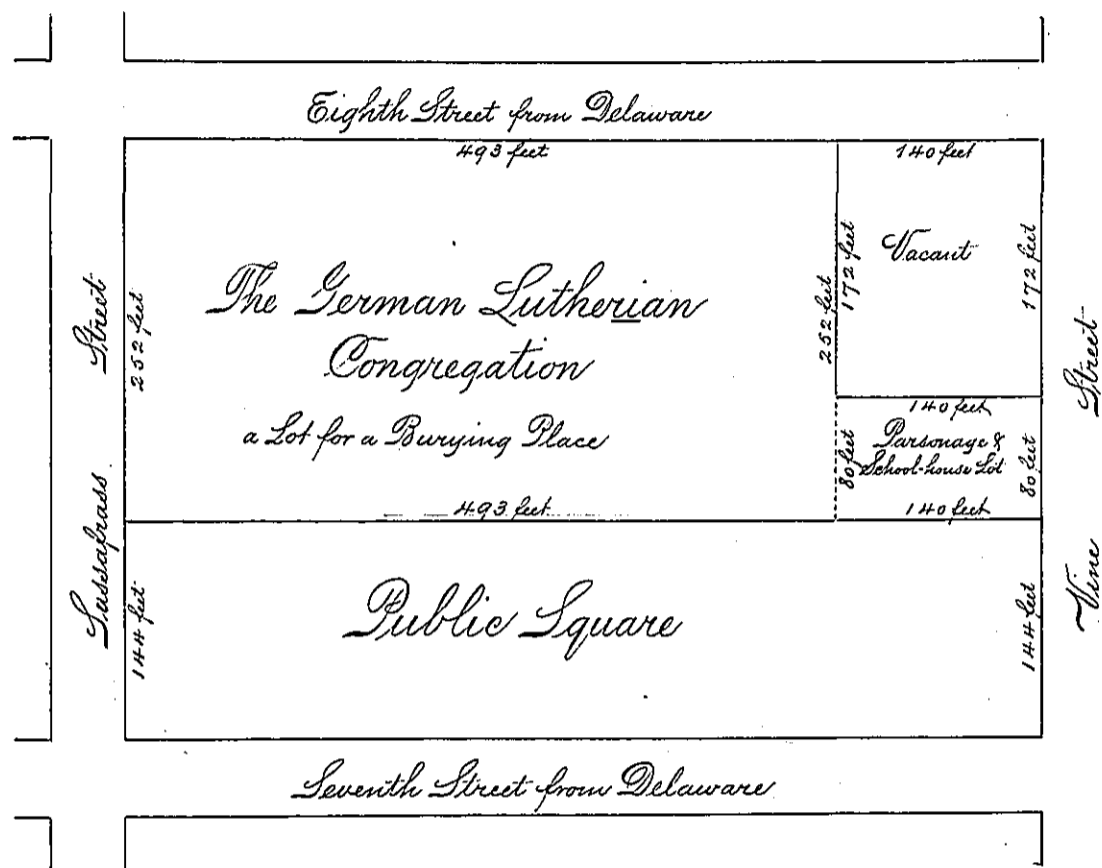 Eighth Street from Delaware
493 feet
140 feet
Vacant
172 feet
172 feet
252 feet
252 feet
The German Lutherian
Congregation
a Lot for a Burying Place
140 feet
Parsonage &
School-house Lot
80 feet
80 feet
493 feet
140 feet
Sassafrass Street
Vine Street
144 feet
Public Square
144 feet
Seventh Street from Delaware